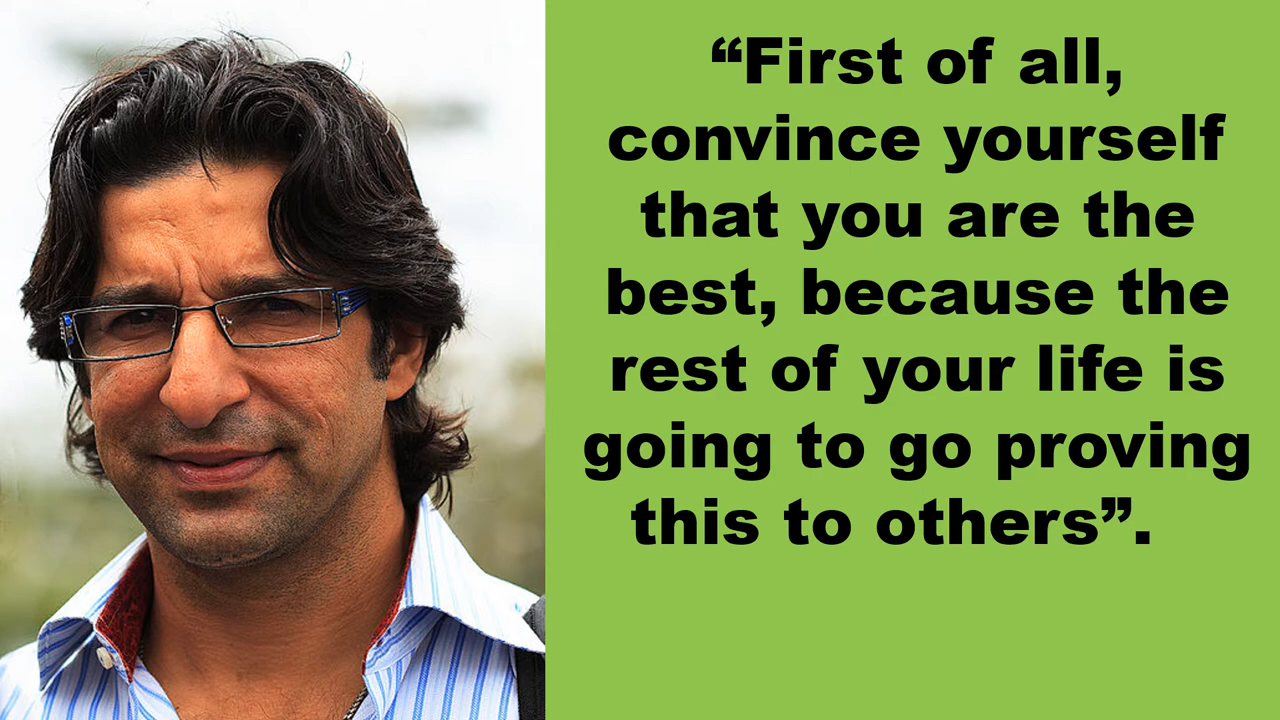 “First of all,
convince yourself
that you are the
best, because the
rest of your life is
going to go proving
this to others”.